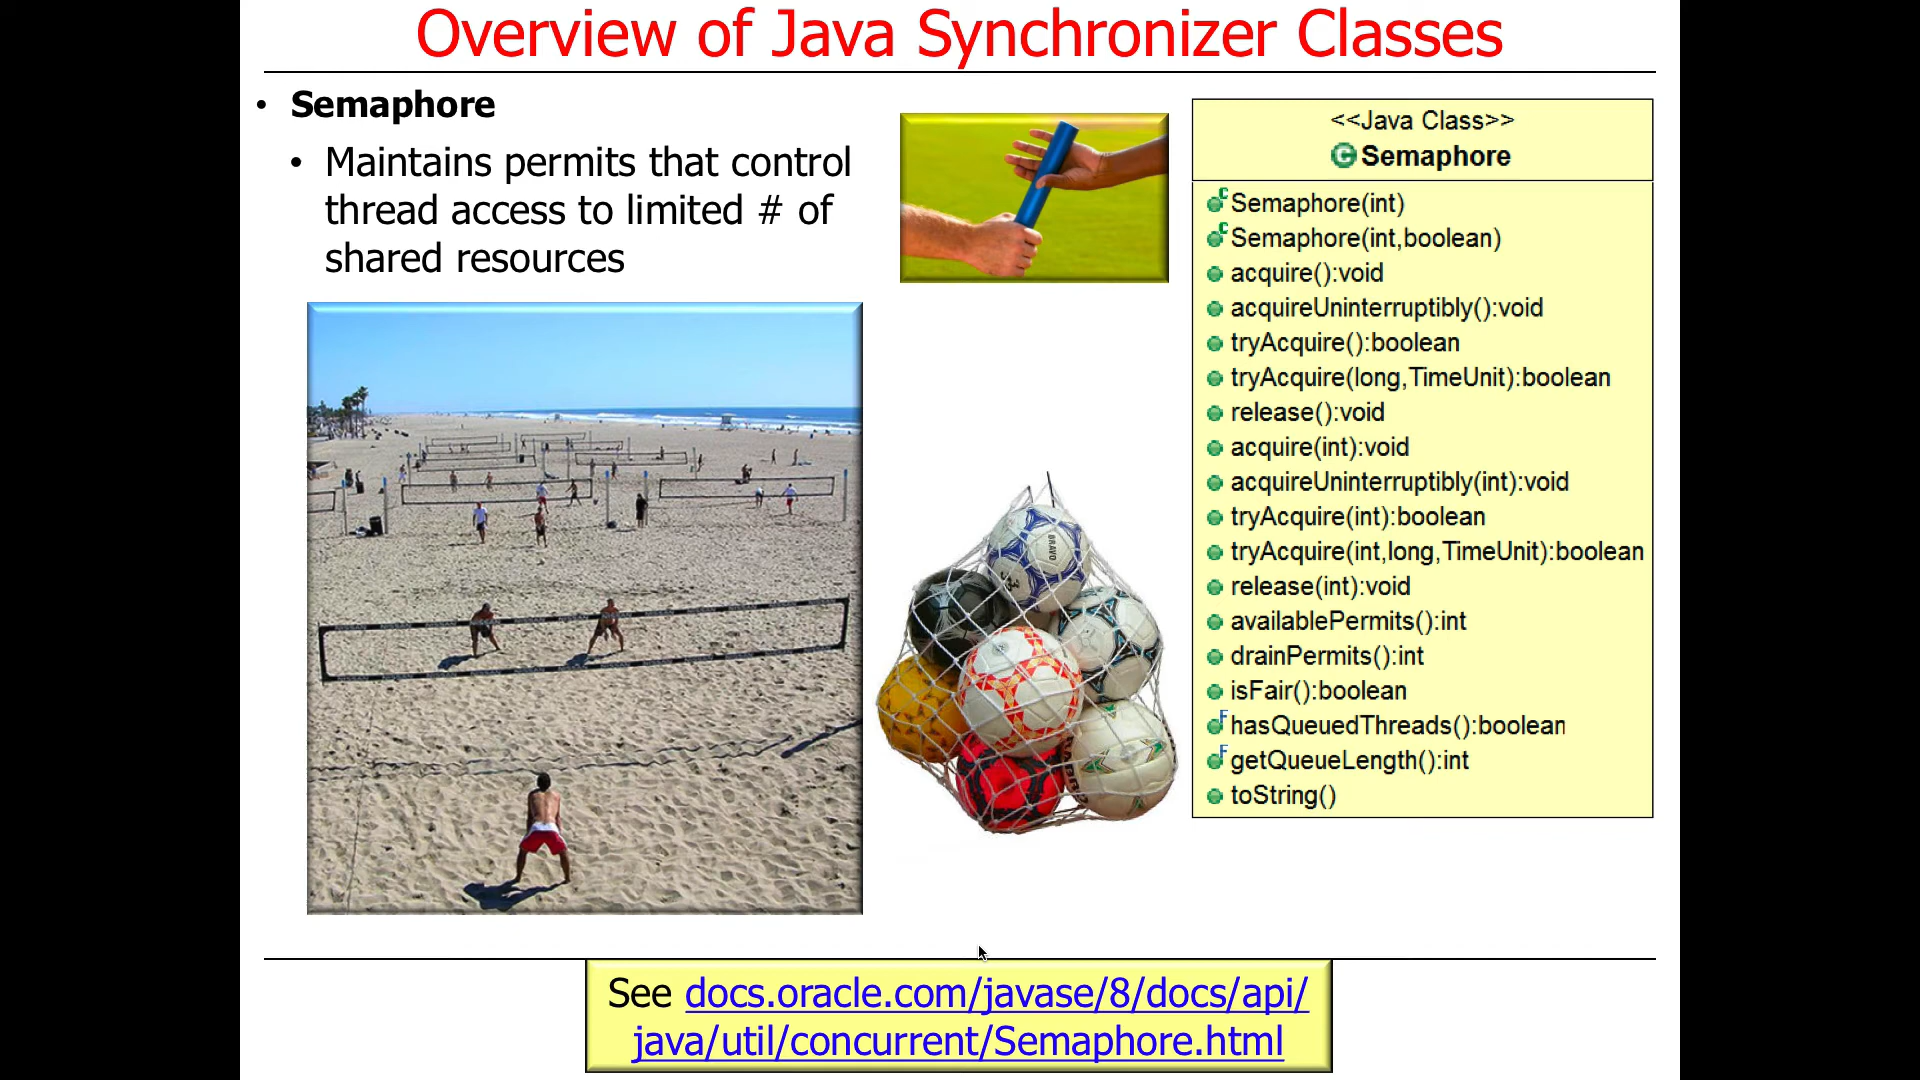 Overview of Java Synchronizer Classes
• Semaphore
• Maintains permits that control
thread access to limited # of
shared resources
<<Java Class>>
C Semaphore
Semaphore(int)
Semaphore(int,boolean)
acquire():void
acquireUninterruptibly():void
tryAcquire():boolean
tryAcquire(long,TimeUnit):boolean
release():void
acquire(int):void
acquireUninterruptibly(int):void
tryAcquire(int):boolean
tryAcquire(int,long,TimeUnit):boolean
release(int):void
availablePermits():int
drainPermits():int
isFair():boolean
hasQueuedThreads():boolean
getQueueLength():int
toString()
BRAVO
See docs.oracle.com/javase/8/docs/api/
java/util/concurrent/Semaphore.html